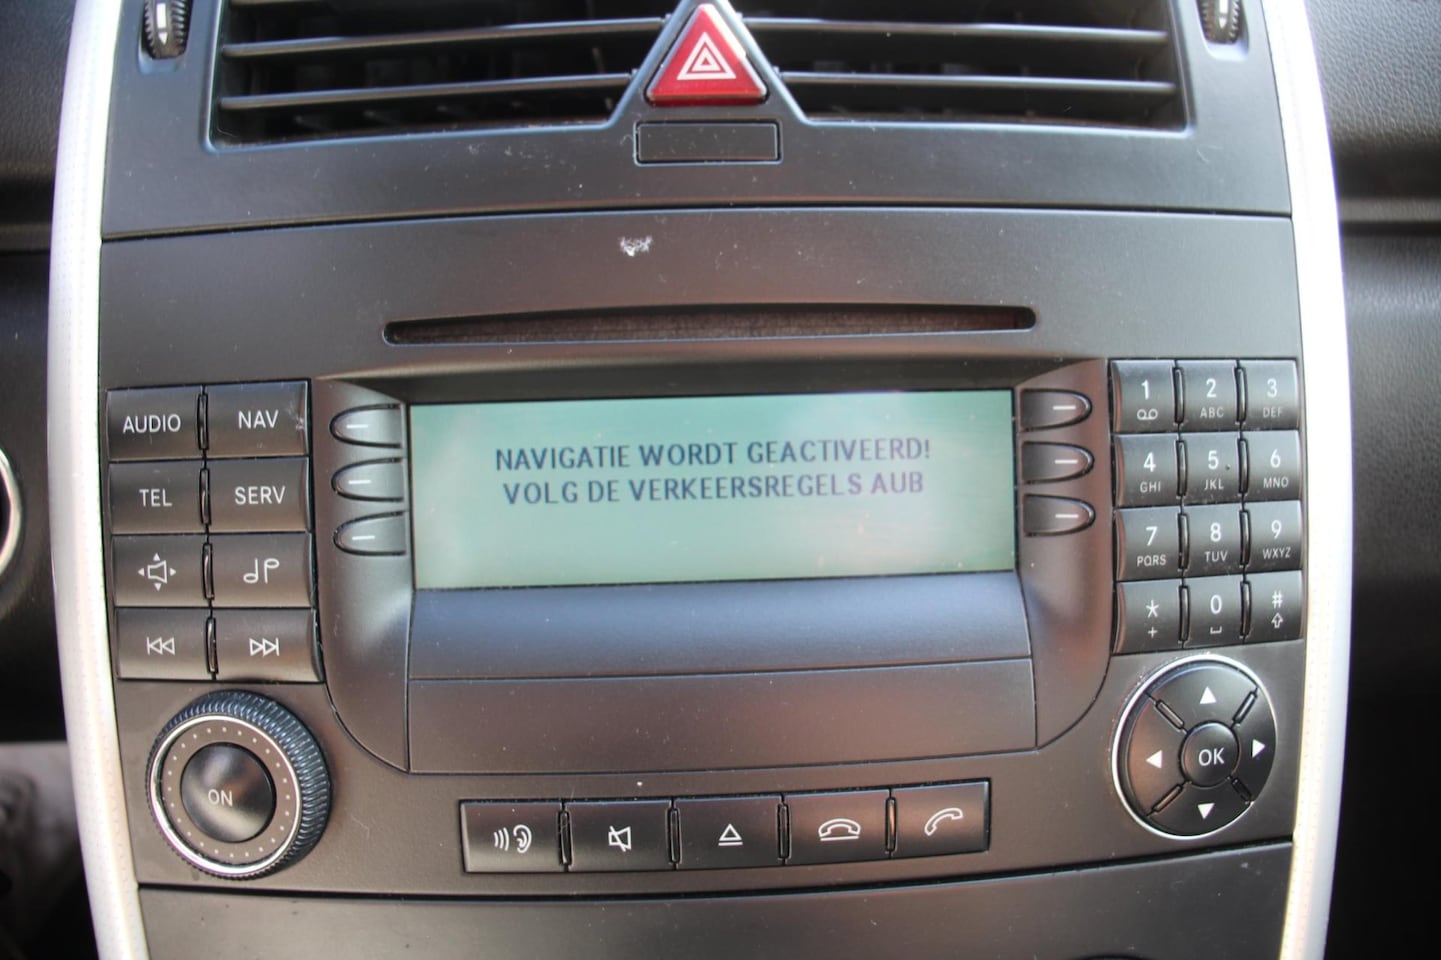 AUDIO NAV
TEL SERV
ON
NAVIGATIE WORDT GEACTIVEERD!
VOLG DE VERKEERSREGELS AUB
1 2 3
ABC DEF
4 5 6
GHI JKL MNO
7 8 9
PQRS TUV WXYZ
* 0 #
+
OK